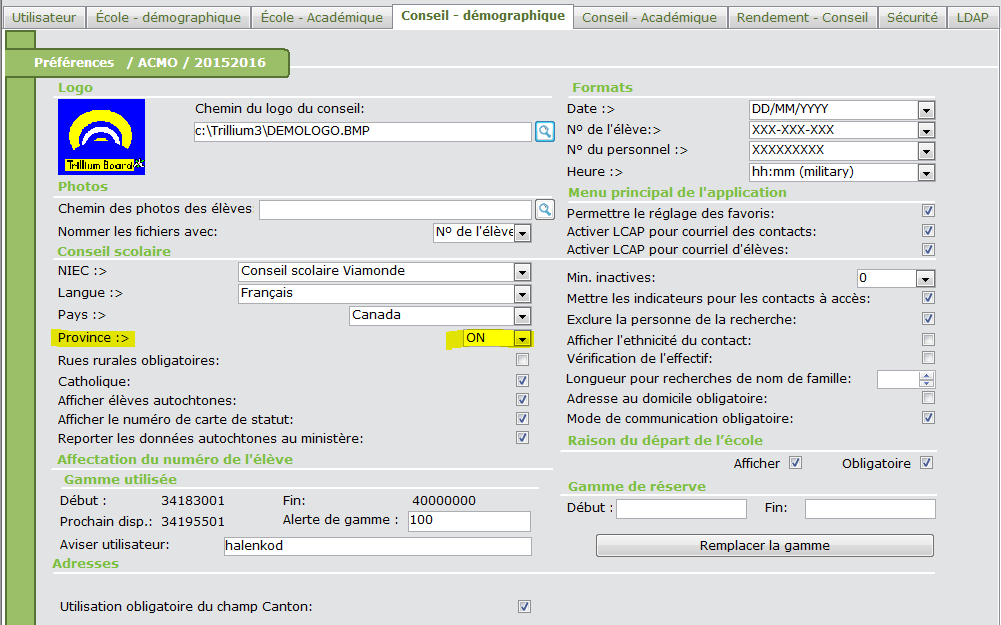 Utilisateur École - démographique École - Académique Conseil - démographique Conseil - Académique Rendement - Conseil Sécurité LDAP
Préférences / ACMO / 20152016
Logo
Trillium Board
Chemin du logo du conseil:
c:\Trillium3\DEMOLOGO.BMP
Photos
Chemin des photos des élèves
Nommer les fichiers avec: Nº de l'élève
Conseil scolaire
NIEC :> Conseil scolaire Viamonde
Langue :> Français
Pays :> Canada
Province :> ON
Rues rurales obligatoires:
Catholique:
Afficher élèves autochtones:
Afficher le numéro de carte de statut:
Reporter les données autochtones au ministère:
Affectation du numéro de l'élève
Gamme utilisée
Début : 34183001 Fin: 40000000
Prochain disp.: 34195501 Alerte de gamme : 100
Aviser utilisateur: halenkod
Adresses
Utilisation obligatoire du champ Canton:
Formats
Date :> DD/MM/YYYY
Nº de l'élève:> XXX-XXX-XXX
Nº du personnel :> XXXXXXXXX
Heure :> hh:mm (military)
Menu principal de l'application
Permettre le réglage des favoris:
Activer LCAP pour courriel des contacts:
Activer LCAP pour courriel d'élèves:
Min. inactives: 0
Mettre les indicateurs pour les contacts à accès:
Exclure la personne de la recherche:
Afficher l'ethnicité du contact:
Vérification de l'effectif:
Longueur pour recherches de nom de famille:
Adresse au domicile obligatoire:
Mode de communication obligatoire:
Raison du départ de l’école
Afficher Obligatoire
Gamme de réserve
Début : Fin:
Remplacer la gamme